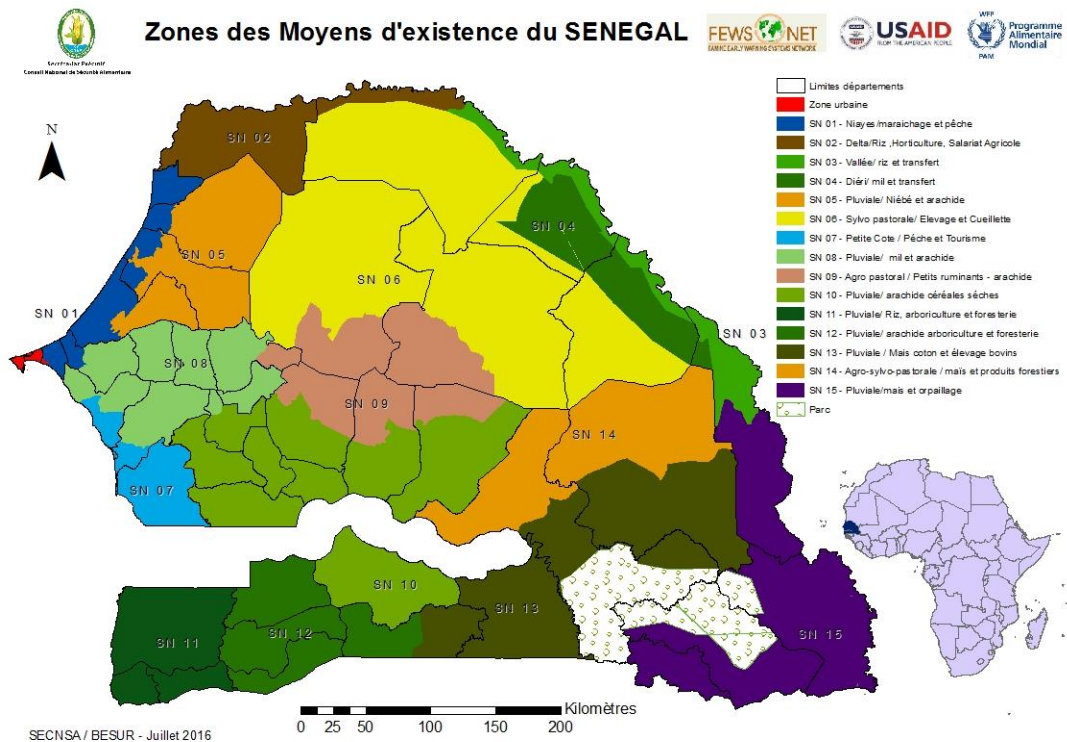 Zones des Moyens d'existence du SENEGAL
Secrétariat Exécutif
Conseil National de Sécurité Alimentaire
FEWS NET
FAMINE EARLY WARNING SYSTEMS NETWORK
USAID
FROM THE AMERICAN PEOPLE
WFP
PAM
Programme
Alimentaire
Mondial
N
Limites départements
Zone urbaine
SN 01 - Niayes/maraichage et pêche
SN 02 - Delta/Riz ,Horticulture, Salariat Agricole
SN 03 - Vallée/ riz et transfert
SN 04 - Diéri/ mil et transfert
SN 05 - Pluviale/ Niébé et arachide
SN 06 - Sylvo pastorale/ Elevage et Cueillette
SN 07 - Petite Cote / Pêche et Tourisme
SN 08 - Pluviale/ mil et arachide
SN 09 - Agro pastoral / Petits ruminants - arachide
SN 10 - Pluviale/ arachide céréales séches
SN 11 - Pluviale/ Riz, arboriculture et foresterie
SN 12 - Pluviale/ arachide arboriculture et foresterie
SN 13 - Pluviale / Mais coton et élevage bovins
SN 14 - Agro-sylvo-pastorale / maïs et produits forestiers
SN 15 - Pluviale/mais et orpaillage
Parc
SN 02
SN 04
SN 05
SN 06
SN 01
SN 03
SN 08
SN 09
SN 14
SN 07
SN 10
SN 13
SN 12
SN 11
SN 15
Kilomètres
0 25 50 100 150 200
SECNSA / BESUR - Juillet 2016